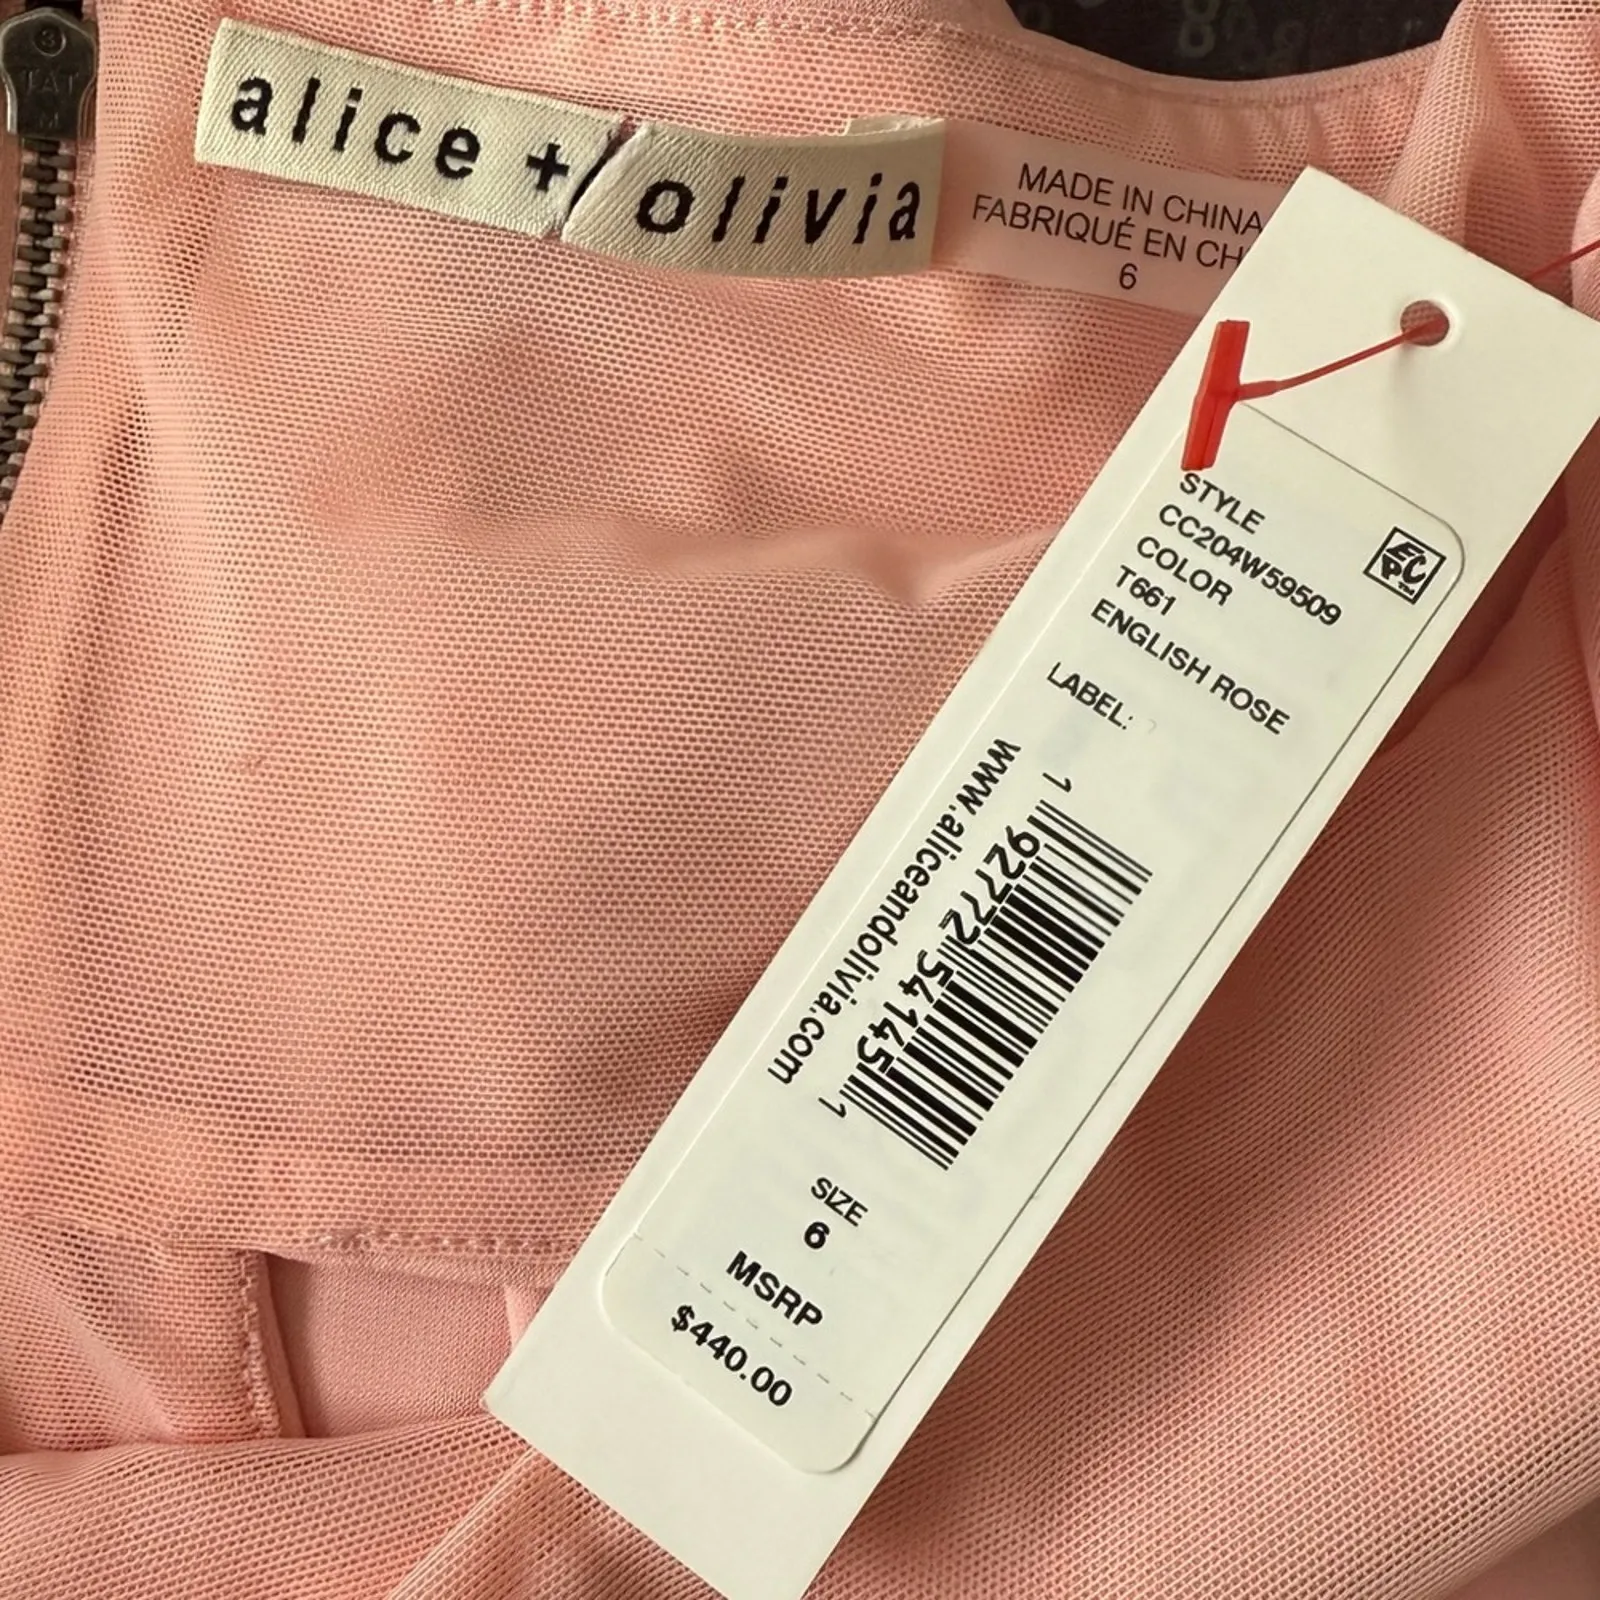 alice + olivia
MADE IN CHINA
FABRIQUÉ EN CH
6
STYLE
CC204W59509
COLOR
T661
ENGLISH ROSE
LABEL:
www.aliceandolivia.com
1 92772 54145 1
SIZE
6
MSRP
$440.00